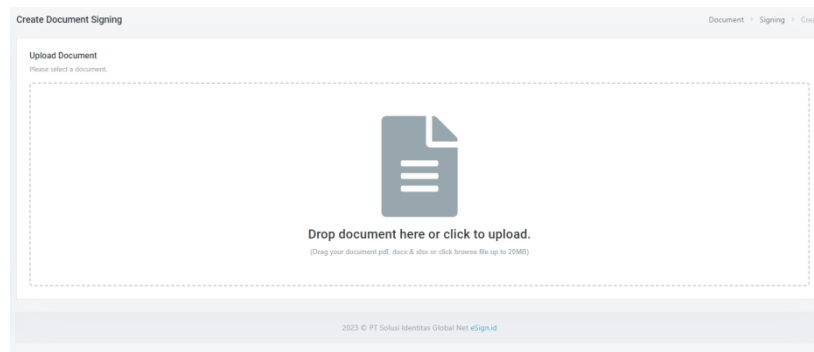 Create Document Signing
Document > Signing >
Upload Document
Please select a document.
Drop document here or click to upload.
(Drag your document pdf, docx & xlsx or click browse file up to 20MB)
2023 © PT Solusi Identitas Global Net eSign.id